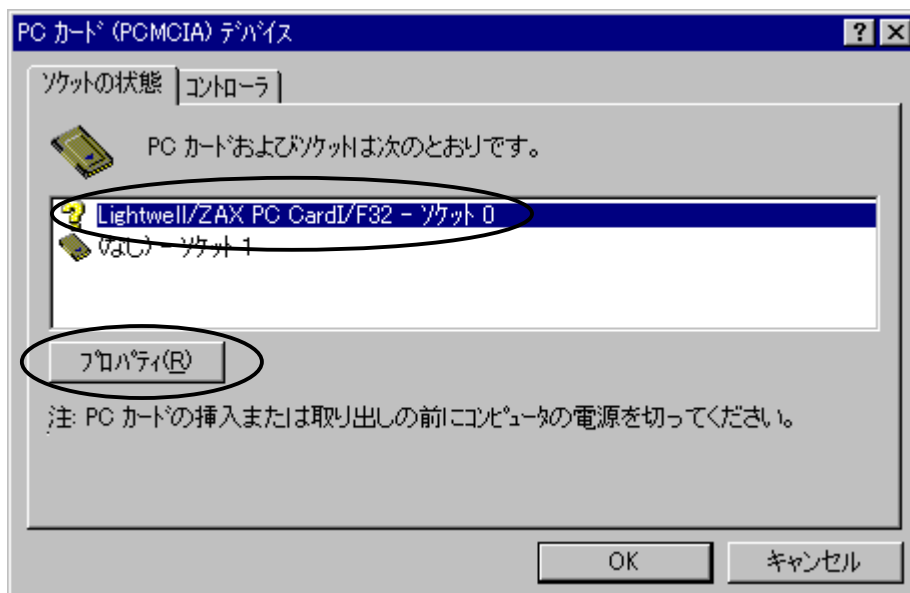 PC カード (PCMCIA) デバイス
ソケットの状態 コントローラ
PC カードおよびソケットは次のとおりです。
Lightwell/ZAX PC CardI/F32 - ソケット 0
(なし) - ソケット 1
プロパティ(R)
注: PC カードの挿入または取り出しの前にコンピュータの電源を切ってください。
OK キャンセル